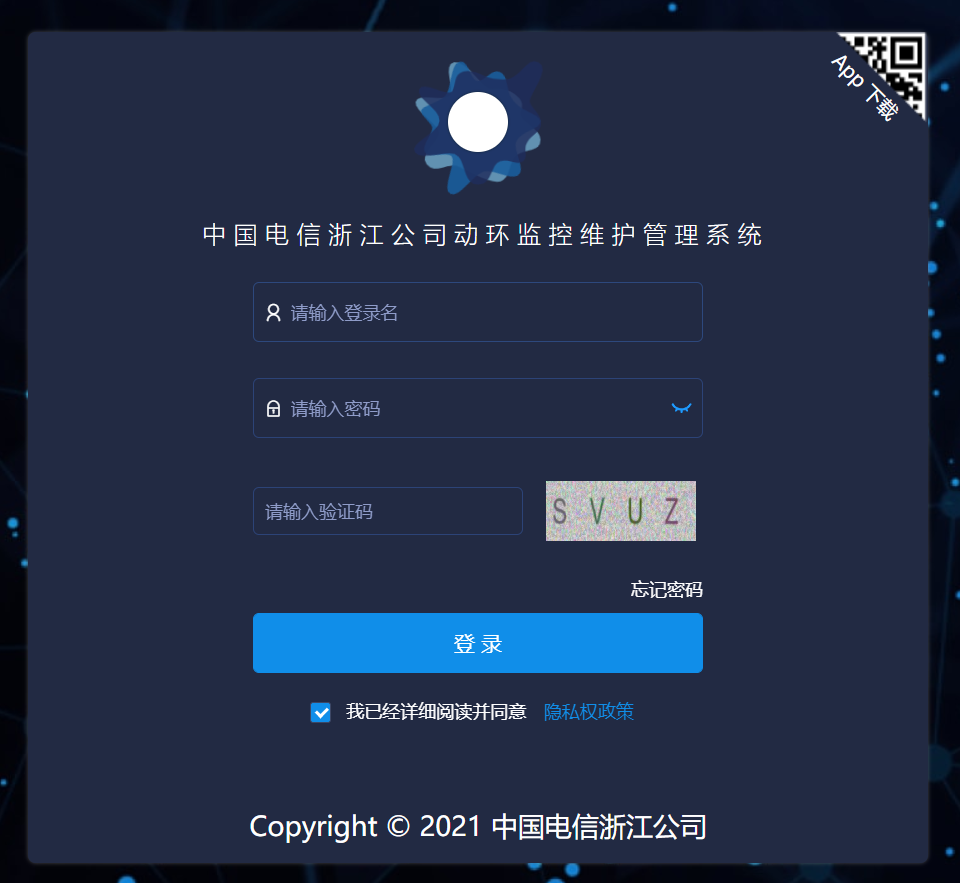 App 下载
中国电信浙江公司动环监控维护管理系统
请输入登录名
请输入密码
请输入验证码
S V U Z
忘记密码
登 录
我已经详细阅读并同意 隐私权政策
Copyright © 2021 中国电信浙江公司